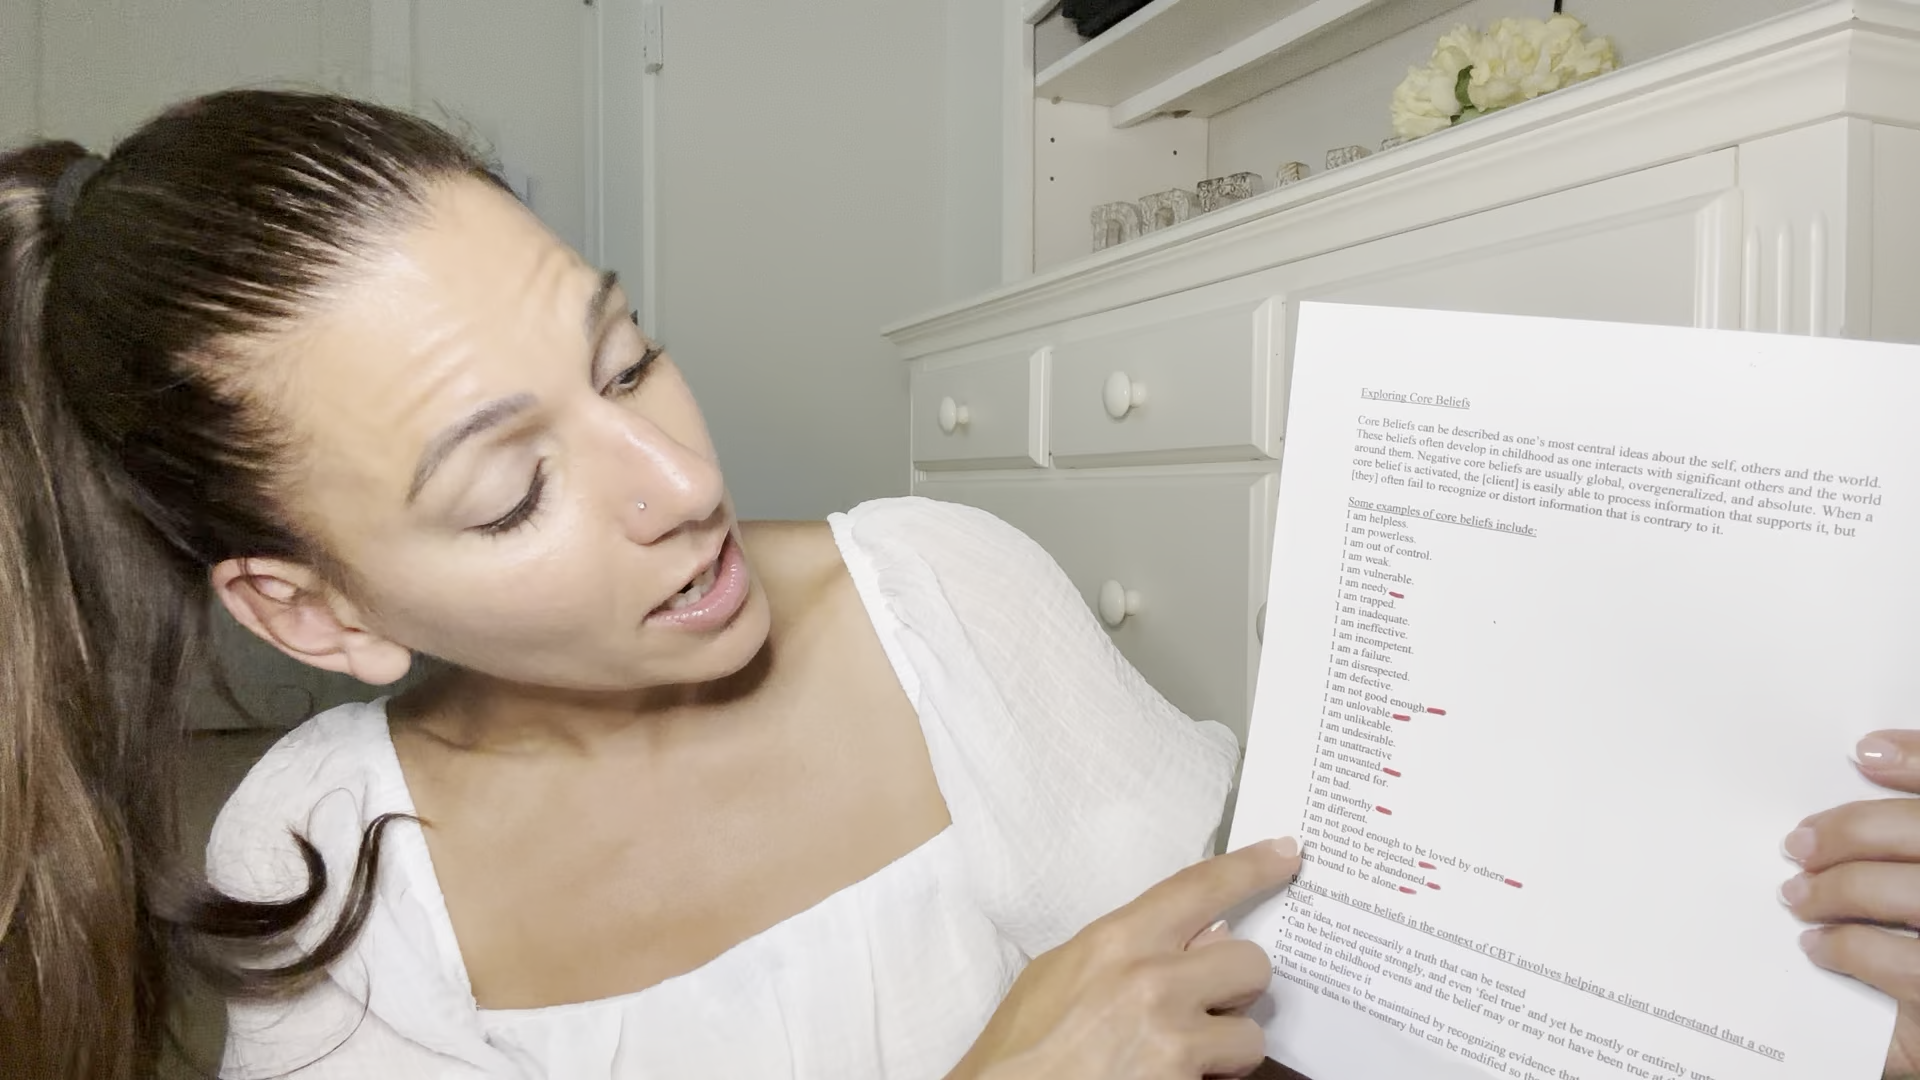 Exploring Core Beliefs
Core Beliefs can be described as one's most central ideas about the self, others and the world.
These beliefs often develop in childhood as one interacts with significant others and the world
around them. Negative core beliefs are usually global, overgeneralized, and absolute. When a
core belief is activated, the [client] is easily able to process information that supports it, but
[they] often fail to recognize or distort information that is contrary to it.
Some examples of core beliefs include:
I am helpless.
I am powerless.
I am out of control.
I am weak.
I am vulnerable.
I am needy
I am trapped.
I am inadequate.
I am ineffective.
I am incompetent.
I am a failure.
I am disrespected.
I am defective.
I am not good enough.
I am unlovable.
I am unlikeable.
I am undesirable.
I am unattractive
I am unwanted.
I am uncared for.
I am bad.
I am unworthy.
I am different.
I am not good enough to be loved by others.
I am bound to be rejected.
am bound to be abandoned.
am bound to be alone.
Working with core beliefs in the context of CBT involves helping a client understand that a core
belief:
• Is an idea, not necessarily a truth that can be tested
• Can be believed quite strongly, and even 'feel true' and yet be mostly or entirely
• Is rooted in childhood events and the belief may or may not have been true at
first came to believe it
• That is continues to be maintained by recognizing evidence that
discounting data to the contrary but can be modified so